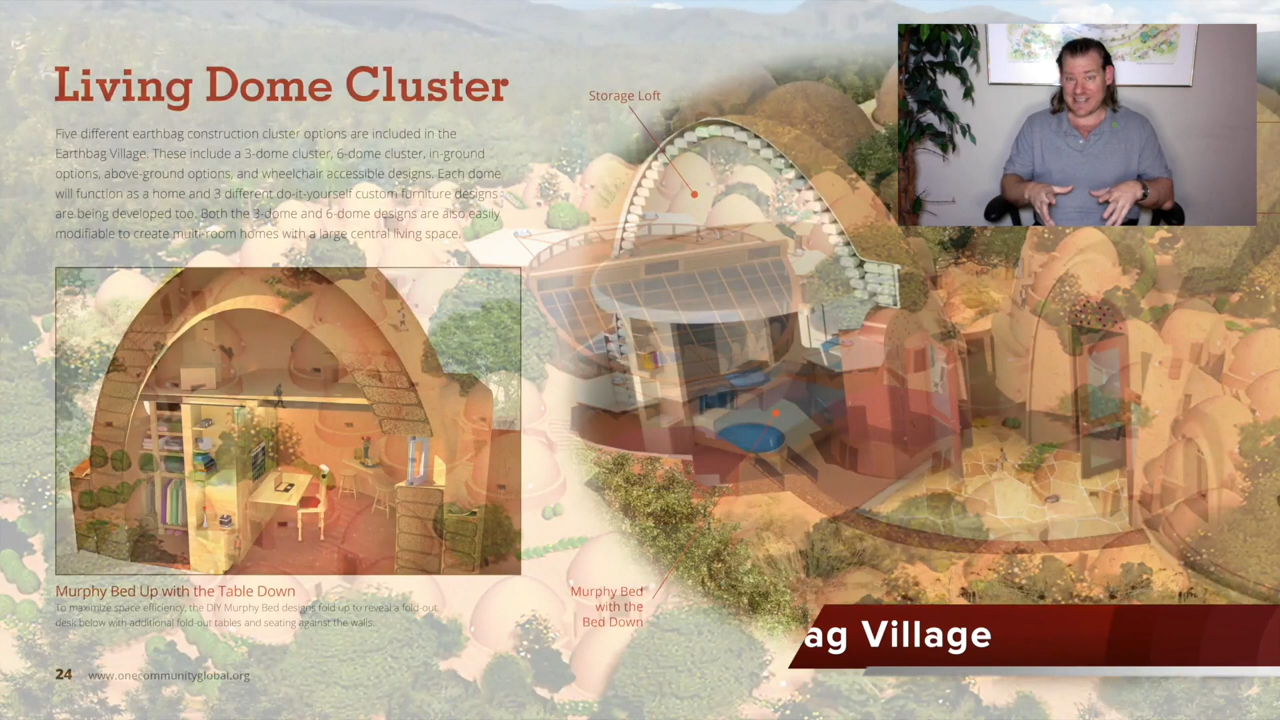 Living Dome Cluster
Five different earthbag construction cluster options are included in the
Earthbag Village. These include a 3-dome cluster, 6-dome cluster, in-ground
options, above-ground options, and wheelchair accessible designs. Each dome
will function as a home and 3 different do-it-yourself custom furniture designs
are being developed too. Both the 3-dome and 6-dome designs are also easily
modifiable to create multi-room homes with a large central living space.
Storage Loft
Murphy Bed Up with the Table Down
To maximize space efficiency, the DIY Murphy Bed designs fold up to reveal a fold-out
desk below with additional fold-out tables and seating against the walls.
Murphy Bed
with the
Bed Down
ag Village
24 www.onecommunityglobal.org